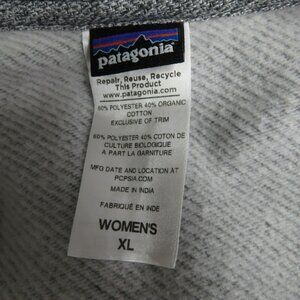 patagonia
Repair, Reuse, Recycle
This Product
www.patagonia.com
60% POLYESTER 40% ORGANIC
COTTON
EXCLUSIVE OF TRIM
60% POLYESTER 40% COTON DE
CULTURE BIOLOGIQUE
A PART LA GARNITURE
MFG DATE AND LOCATION AT
PCPSIA.COM
MADE IN INDIA
FABRIQUÉ EN INDE
WOMEN'S
XL